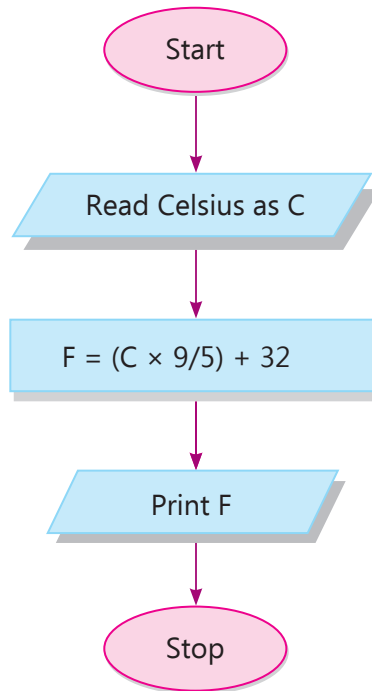 Start
Read Celsius as C
F = (C × 9/5) + 32
Print F
Stop